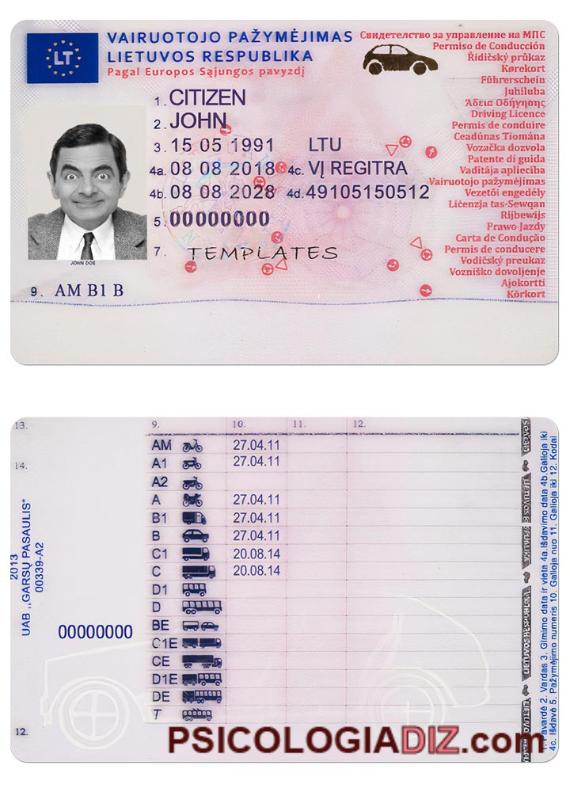 LT
VAIRUOTOJO PAŽYMĖJIMAS
LIETUVOS RESPUBLIKA
Pagal Europos Sąjungos pavyzdį
Свидетелство за управление на МПС
Permiso de Conducción
Řidičský průkaz
Kørekort
Führerschein
Juhiluba
Άδεια Οδήγησης
Driving Licence
Permis de conduire
Ceadúnas Tiomána
Vozačka dozvola
Patente di guida
Vadītāja apliecība
Vairuotojo pažymėjimas
Vezetői engedély
Liċenzja tas-Sewqan
Rijbewijs
Prawo Jazdy
Carta de Condução
Permis de conducere
Vodičský preukaz
Vozniško dovoljenje
Ajokortti
Körkort
1. CITIZEN
2. JOHN
3. 15 05 1991 LTU
4a. 08 08 2018 4c. VĮ REGITRA
4b. 08 08 2028 4d. 49105150512
5. 00000000
7. TEMPLATES
JOHN DOE
9. AM B1 B
13.
14.
2013
UAB „GARSŲ PASAULIS"
00339-A2
00000000
12.
9. 10. 11. 12.
AM 27.04.11
A1 27.04.11
A2
A 27.04.11
B1 27.04.11
B 27.04.11
C1 20.08.14
C 20.08.14
D1
D
BE
C1E
CE
D1E
DE
T
Vardas 3. Gimimo data ir vieta 4a. Išdavimo data 4b. Galioja iki
4c. Išdavė 5. Pažymėjimo numeris 10. Galioja nuo 11. Galioja iki 12. Kodai
PSICOLOGIADIZ.com